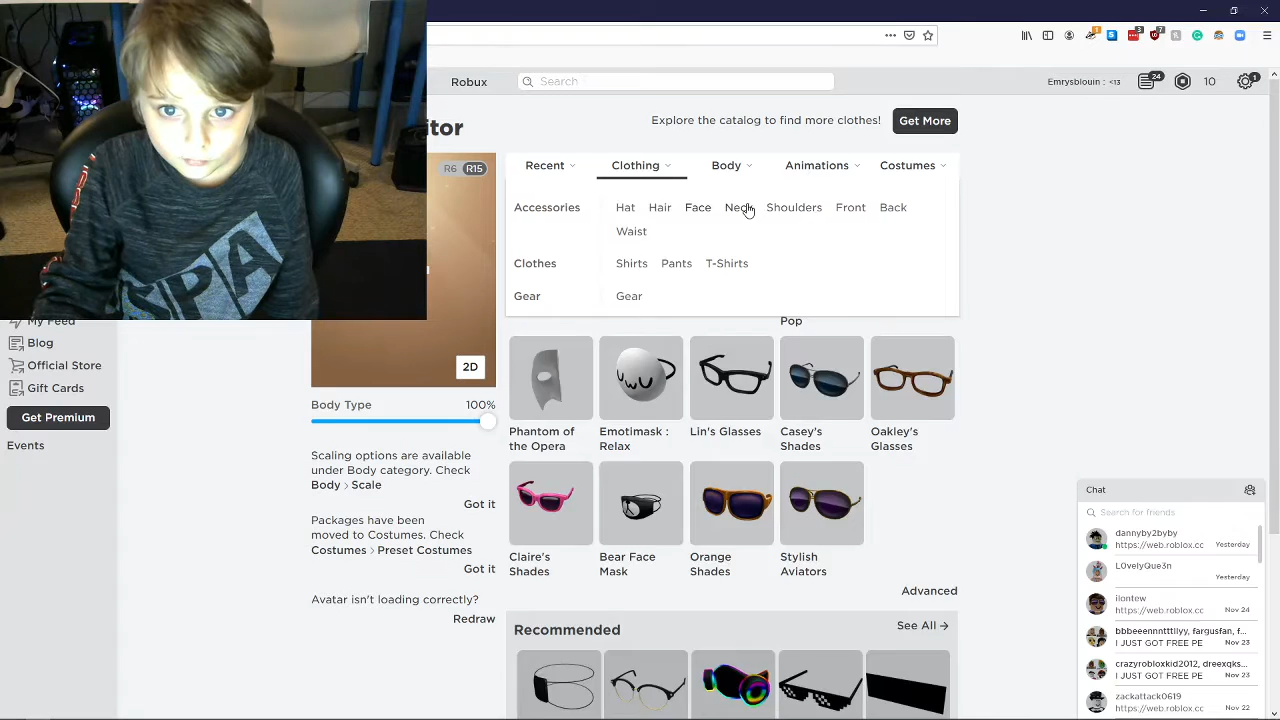 Robux
Search
Emrysblouin : <13
24
10
1
itor
Explore the catalog to find more clothes!
Get More
R6
R15
Recent
Clothing
Body
Animations
Costumes
Accessories
Hat
Hair
Face
Neck
Shoulders
Front
Back
Waist
Clothes
Shirts
Pants
T-Shirts
Gear
Gear
SPA
My Feed
Blog
Official Store
Gift Cards
Get Premium
Events
2D
Body Type
100%
Scaling options are available
under Body category. Check
Body > Scale
Got it
Packages have been
moved to Costumes. Check
Costumes > Preset Costumes
Got it
Avatar isn't loading correctly?
Redraw
Pop
Phantom of
the Opera
Emotimask :
Relax
Lin's Glasses
Casey's
Shades
Oakley's
Glasses
Claire's
Shades
Bear Face
Mask
Orange
Shades
Stylish
Aviators
Advanced
Recommended
See All →
Chat
Search for friends
dannyby2byby
https://web.roblox.cc
Yesterday
L0velyQue3n
Yesterday
ilontew
https://web.roblox.cc
Nov 24
bbbeeennntttllyy, fargusfan, f...
I JUST GOT FREE PE
Nov 23
crazyrobloxkid2012, dreexqks...
I JUST GOT FREE PE
Nov 23
zackattack0619
https://web.roblox.cc
Nov 22